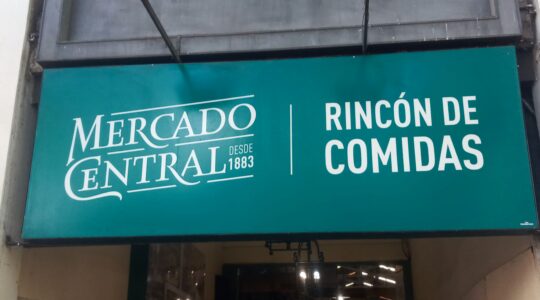 MERCADO
CENTRAL
DESDE
1883
RINCÓN DE
COMIDAS